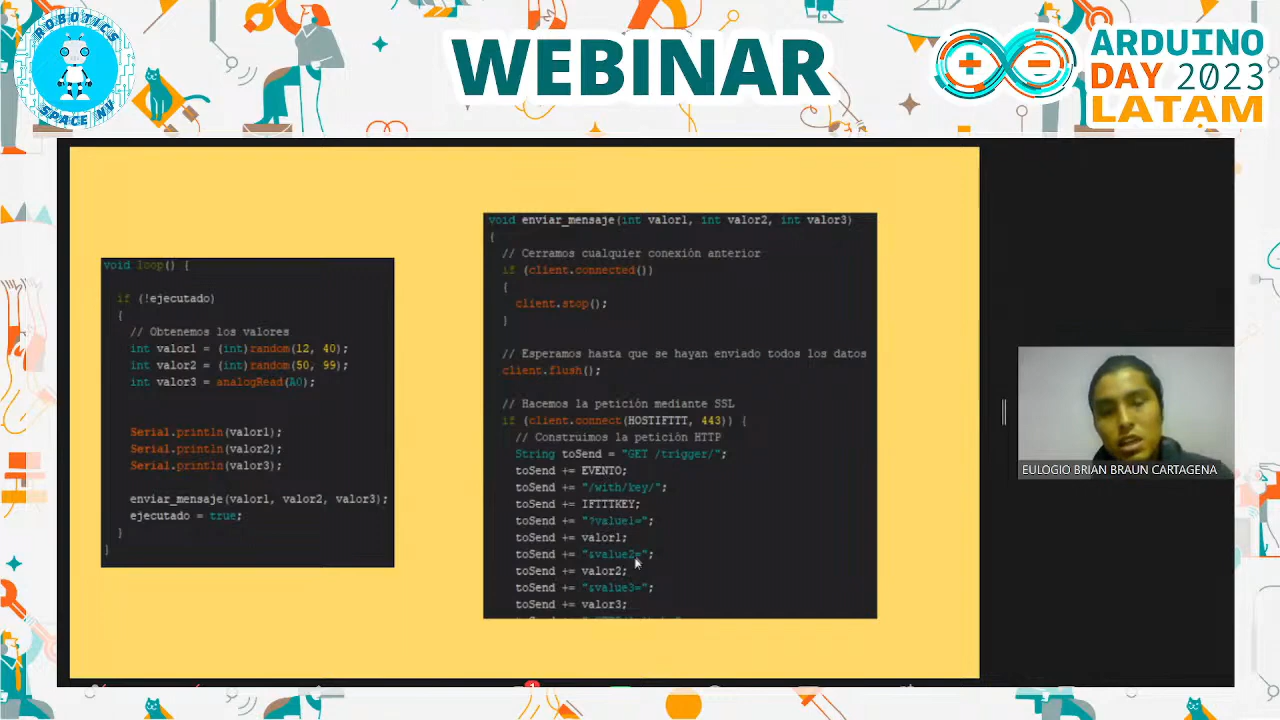 ROBOTICS
SPACE NV
WEBINAR
ARDUINO
DAY 2023
LATAM
void loop() {
if (!ejecutado)
{
// Obtenemos los valores
int valor1 = (int)random(12, 40);
int valor2 = (int)random(50, 99);
int valor3 = analogRead(A0);
Serial.println(valor1);
Serial.println(valor2);
Serial.println(valor3);
enviar_mensaje(valor1, valor2, valor3);
ejecutado = true;
}
}
void enviar_mensaje(int valor1, int valor2, int valor3)
{
// Cerramos cualquier conexión anterior
if (client.connected())
{
client.stop();
}
// Esperamos hasta que se hayan enviado todos los datos
client.flush();
// Hacemos la petición mediante SSL
if (client.connect(HOSTIFTTT, 443)) {
// Construimos la petición HTTP
String toSend = "GET /trigger/";
toSend += EVENTO;
toSend += "/with/key/";
toSend += IFTTTKEY;
toSend += "?value1=";
toSend += valor1;
toSend += "&value2=";
toSend += valor2;
toSend += "&value3=";
toSend += valor3;
EULOGIO BRIAN BRAUN CARTAGENA